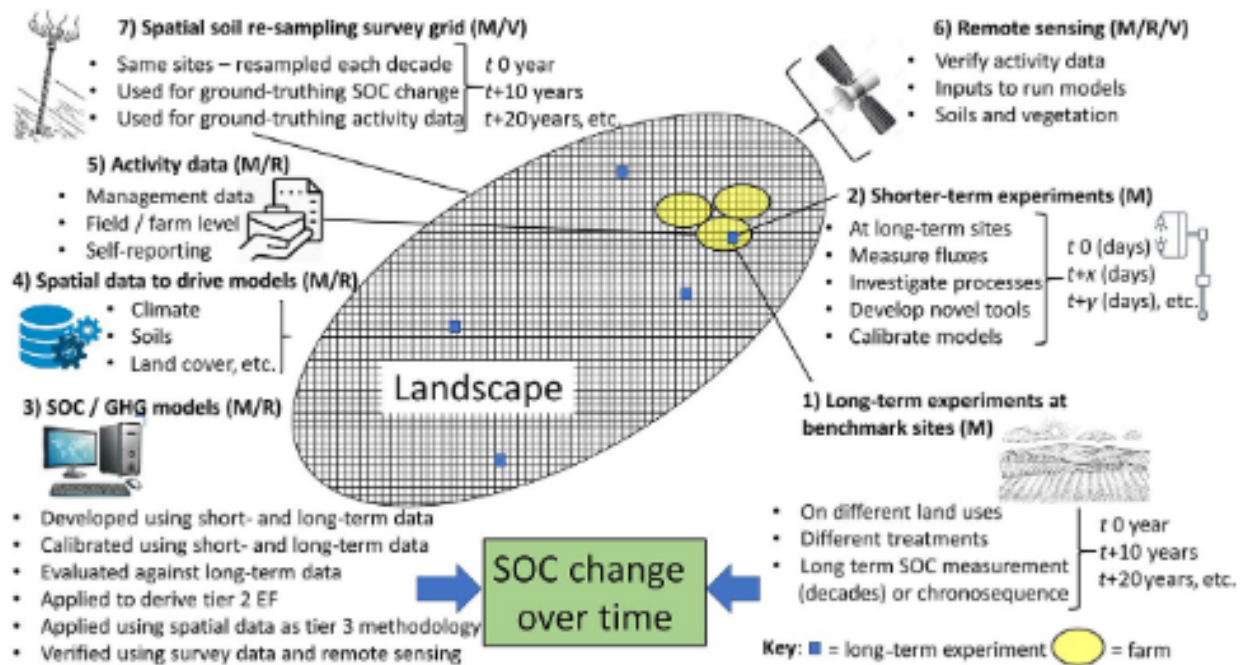 7) Spatial soil re-sampling survey grid (M/V)
• Same sites – resampled each decade
• Used for ground-truthing SOC change
• Used for ground-truthing activity data
t 0 year
t+10 years
t+20years, etc.
6) Remote sensing (M/R/V)
• Verify activity data
• Inputs to run models
• Soils and vegetation
5) Activity data (M/R)
• Management data
• Field / farm level
• Self-reporting
2) Shorter-term experiments (M)
• At long-term sites
• Measure fluxes
• Investigate processes
• Develop novel tools
• Calibrate models
t 0 (days)
t+x (days)
t+y (days), etc.
4) Spatial data to drive models (M/R)
• Climate
• Soils
• Land cover, etc.
Landscape
3) SOC / GHG models (M/R)
• Developed using short- and long-term data
• Calibrated using short- and long-term data
• Evaluated against long-term data
• Applied to derive tier 2 EF
• Applied using spatial data as tier 3 methodology
• Verified using survey data and remote sensing
SOC change
over time
1) Long-term experiments at
benchmark sites (M)
• On different land uses
• Different treatments
• Long term SOC measurement
(decades) or chronosequence
t 0 year
t+10 years
t+20years, etc.
Key: = long-term experiment = farm